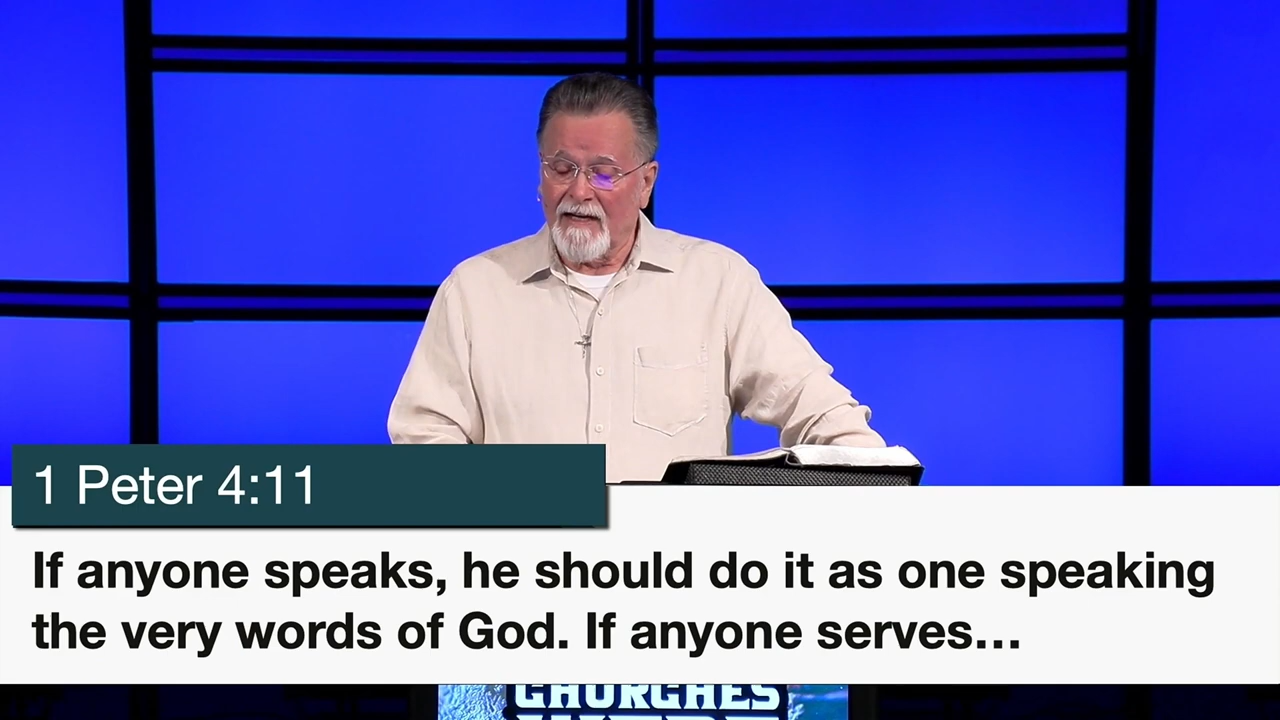 1 Peter 4:11
If anyone speaks, he should do it as one speaking
the very words of God. If anyone serves…
CHURCHES